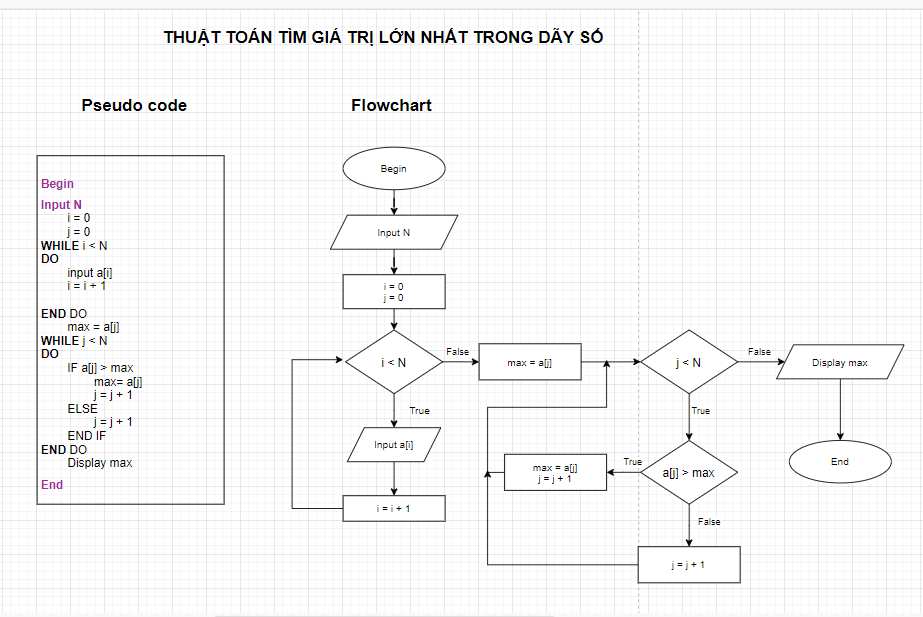 THUẬT TOÁN TÌM GIÁ TRỊ LỚN NHẤT TRONG DÃY SỐ
Pseudo code
Begin
Input N
i = 0
j = 0
WHILE i < N
DO
input a[i]
i = i + 1
END DO
max = a[j]
WHILE j < N
DO
IF a[j] > max
max= a[j]
j = j + 1
ELSE
j = j + 1
END IF
END DO
Display max
End
Flowchart
Begin
Input N
i = 0
j = 0
i < N
False
max = a[j]
j < N
False
Display max
True
Input a[i]
i = i + 1
True
a[j] > max
True
max = a[j]
j = j + 1
False
j = j + 1
End